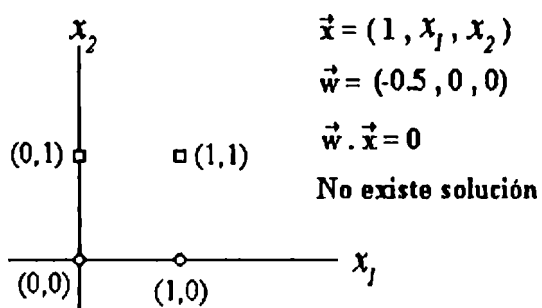 x₂
x⃗ = (1, x₁, x₂)
w⃗ = (-0.5, 0, 0)
w⃗ . x⃗ = 0
No existe solución
(0,1)
(1,1)
x₁
(0,0)
(1,0)